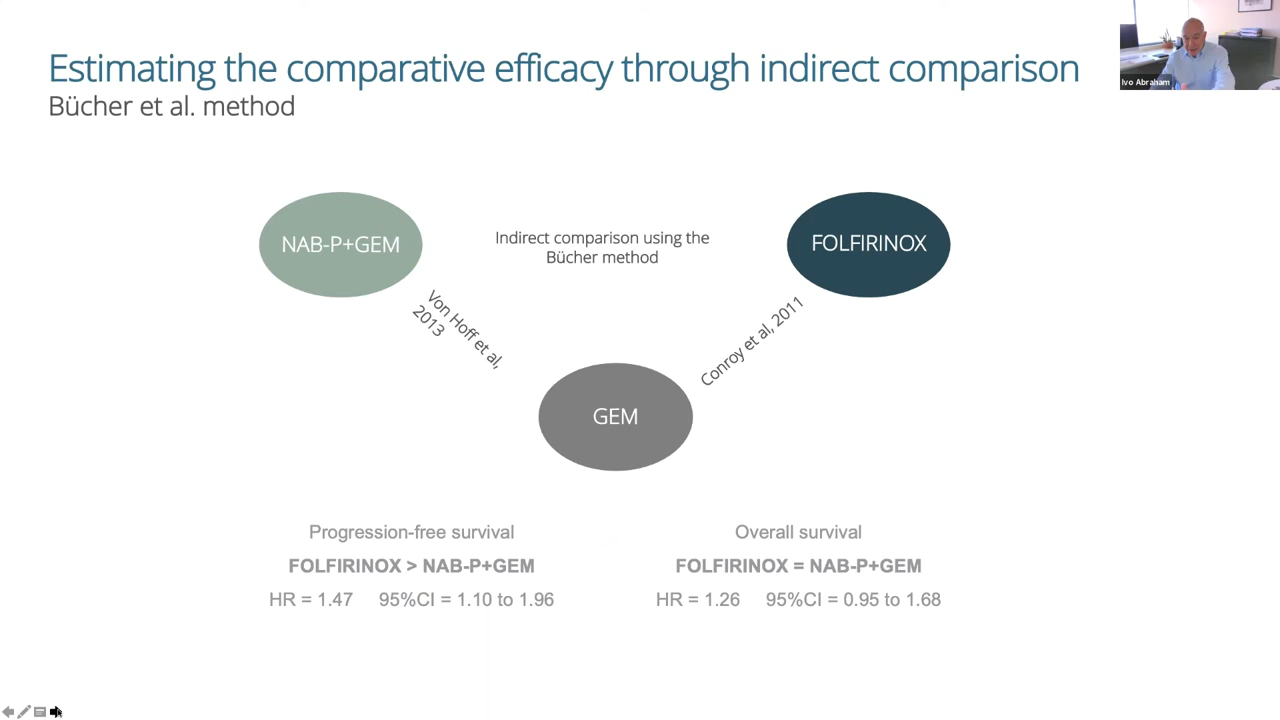 Estimating the comparative efficacy through indirect comparison
Bücher et al. method
Ivo Abraham
NAB-P+GEM
Indirect comparison using the
Bücher method
FOLFIRINOX
Von Hoff et al,
2013
Conroy et al, 2011
GEM
Progression-free survival
FOLFIRINOX > NAB-P+GEM
HR = 1.47 95%CI = 1.10 to 1.96
Overall survival
FOLFIRINOX = NAB-P+GEM
HR = 1.26 95%CI = 0.95 to 1.68